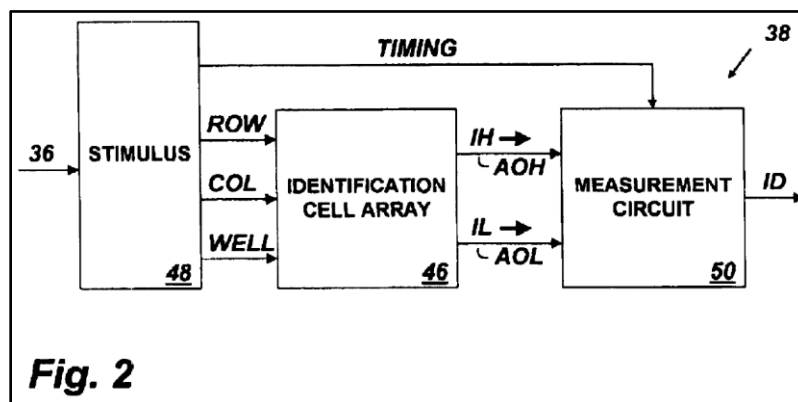 TIMING
38
36
STIMULUS
48
ROW
COL
WELL
IDENTIFICATION
CELL ARRAY
46
IH
AOH
IL
AOL
MEASUREMENT
CIRCUIT
50
ID
Fig. 2